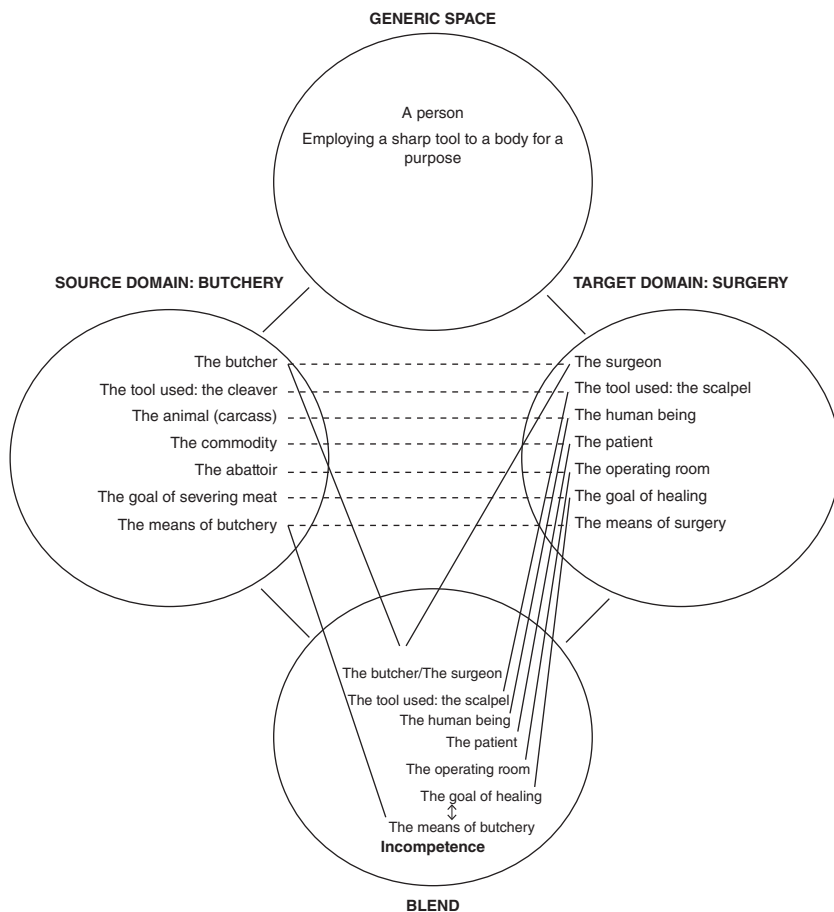 GENERIC SPACE
A person
Employing a sharp tool to a body for a
purpose
SOURCE DOMAIN: BUTCHERY
The butcher
The tool used: the cleaver
The animal (carcass)
The commodity
The abattoir
The goal of severing meat
The means of butchery
TARGET DOMAIN: SURGERY
The surgeon
The tool used: the scalpel
The human being
The patient
The operating room
The goal of healing
The means of surgery
The butcher/The surgeon
The tool used: the scalpel
The human being
The patient
The operating room
The goal of healing
The means of butchery
Incompetence
BLEND